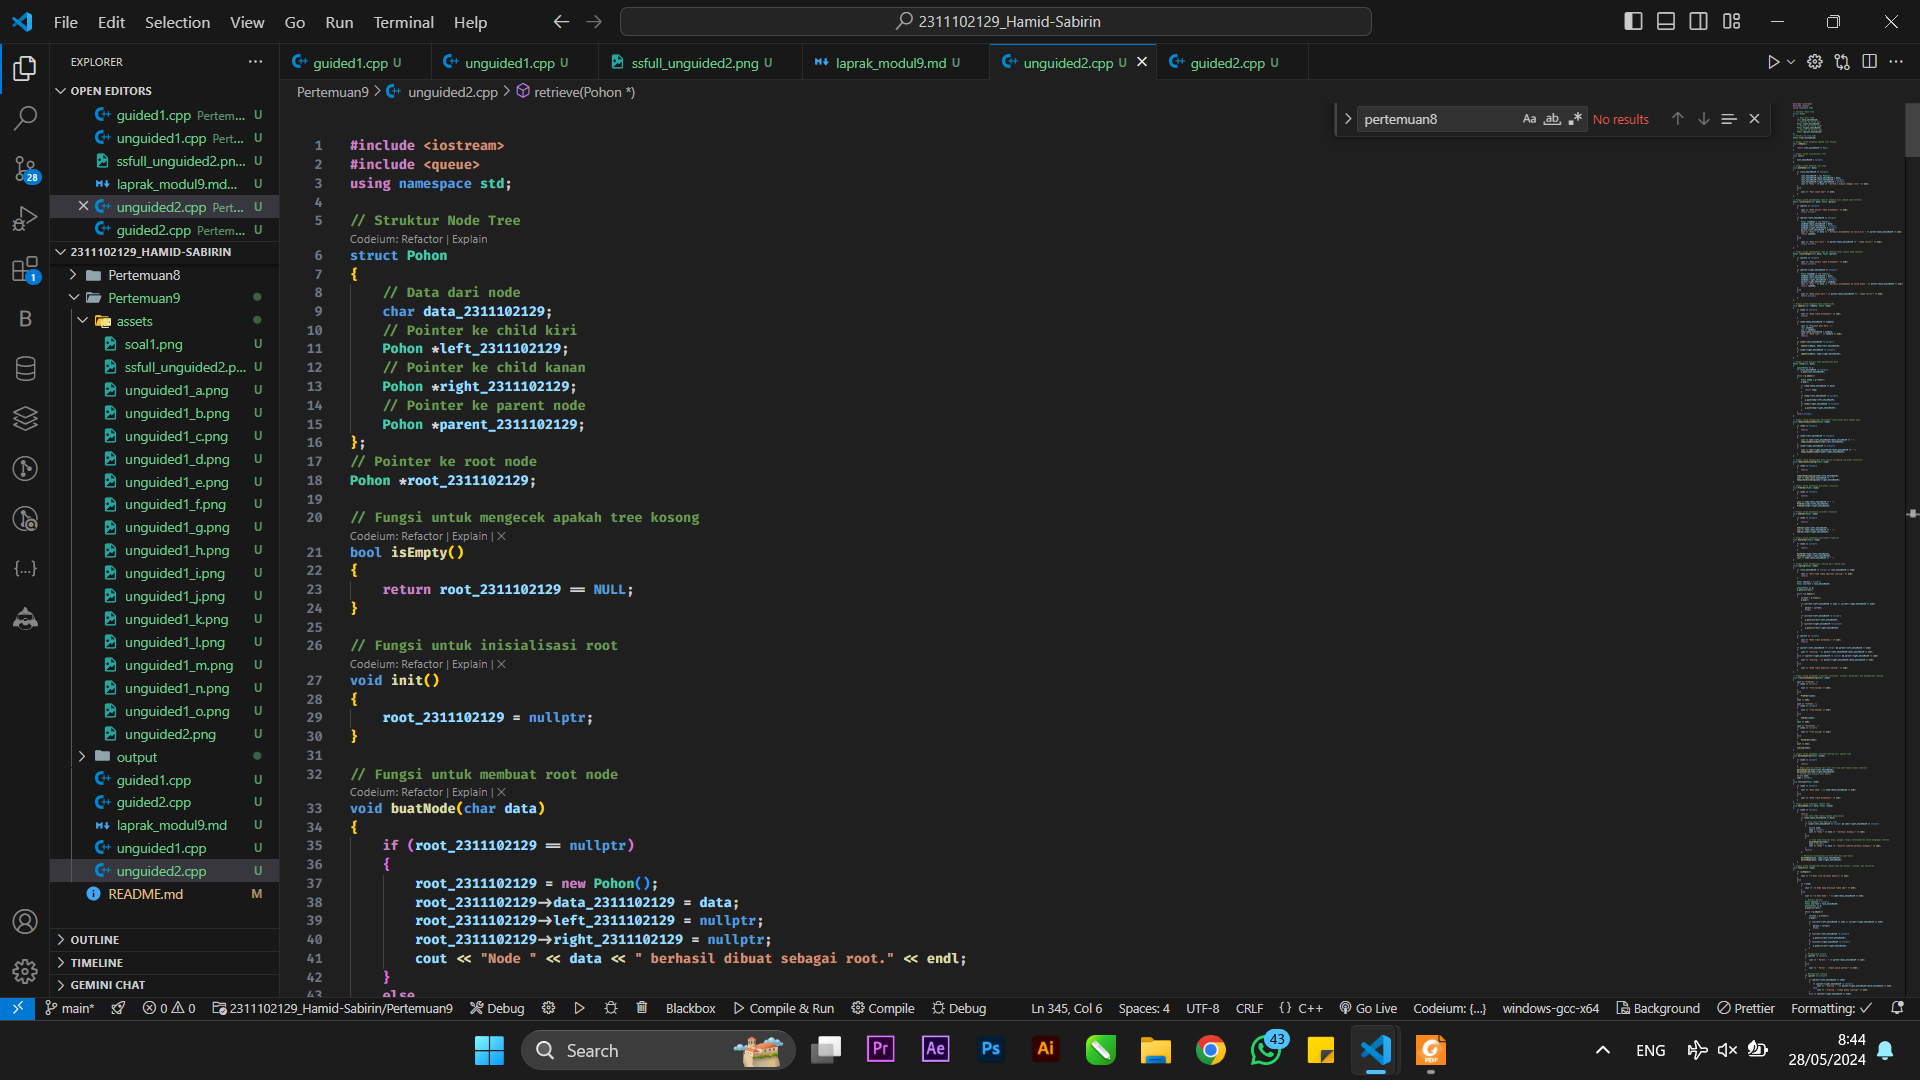 File Edit Selection View Go Run Terminal Help
2311102129_Hamid-Sabirin
EXPLORER
OPEN EDITORS
guided1.cpp Pertem... U
unguided1.cpp Pert... U
ssfull_unguided2.pn... U
laprak_modul9.md... U
unguided2.cpp Pert... U
guided2.cpp Pertem... U
2311102129_HAMID-SABIRIN
Pertemuan8
Pertemuan9
assets
soal1.png U
ssfull_unguided2.p... U
unguided1_a.png U
unguided1_b.png U
unguided1_c.png U
unguided1_d.png U
unguided1_e.png U
unguided1_f.png U
unguided1_g.png U
unguided1_h.png U
unguided1_i.png U
unguided1_j.png U
unguided1_k.png U
unguided1_l.png U
unguided1_m.png U
unguided1_n.png U
unguided1_o.png U
unguided2.png U
output
guided1.cpp U
guided2.cpp U
laprak_modul9.md U
unguided1.cpp U
unguided2.cpp U
README.md M
OUTLINE
TIMELINE
GEMINI CHAT
28
1
B
guided1.cpp U
unguided1.cpp U
ssfull_unguided2.png U
laprak_modul9.md U
unguided2.cpp U
guided2.cpp U
Pertemuan9 > unguided2.cpp > retrieve(Pohon *)
pertemuan8 Aa ab No results
1 #include <iostream>
2 #include <queue>
3 using namespace std;
4
5 // Struktur Node Tree
Codeium: Refactor | Explain
6 struct Pohon
7 {
8 // Data dari node
9 char data_2311102129;
10 // Pointer ke child kiri
11 Pohon *left_2311102129;
12 // Pointer ke child kanan
13 Pohon *right_2311102129;
14 // Pointer ke parent node
15 Pohon *parent_2311102129;
16 };
17 // Pointer ke root node
18 Pohon *root_2311102129;
19
20 // Fungsi untuk mengecek apakah tree kosong
Codeium: Refactor | Explain | X
21 bool isEmpty()
22 {
23 return root_2311102129 == NULL;
24 }
25
26 // Fungsi untuk inisialisasi root
Codeium: Refactor | Explain | X
27 void init()
28 {
29 root_2311102129 = nullptr;
30 }
31
32 // Fungsi untuk membuat root node
Codeium: Refactor | Explain | X
33 void buatNode(char data)
34 {
35 if (root_2311102129 == nullptr)
36 {
37 root_2311102129 = new Pohon();
38 root_2311102129->data_2311102129 = data;
39 root_2311102129->left_2311102129 = nullptr;
40 root_2311102129->right_2311102129 = nullptr;
41 cout << "Node " << data << " berhasil dibuat sebagai root." << endl;
42 }
43 else
main* 0 0 2311102129_Hamid-Sabirin/Pertemuan9 Debug Blackbox Compile & Run Compile Debug Ln 345, Col 6 Spaces: 4 UTF-8 CRLF {} C++ Go Live Codeium: {...} windows-gcc-x64 Background Prettier Formatting: ✓
Search Pr Ae Ps Ai 43 PDF ENG 8:44
28/05/2024